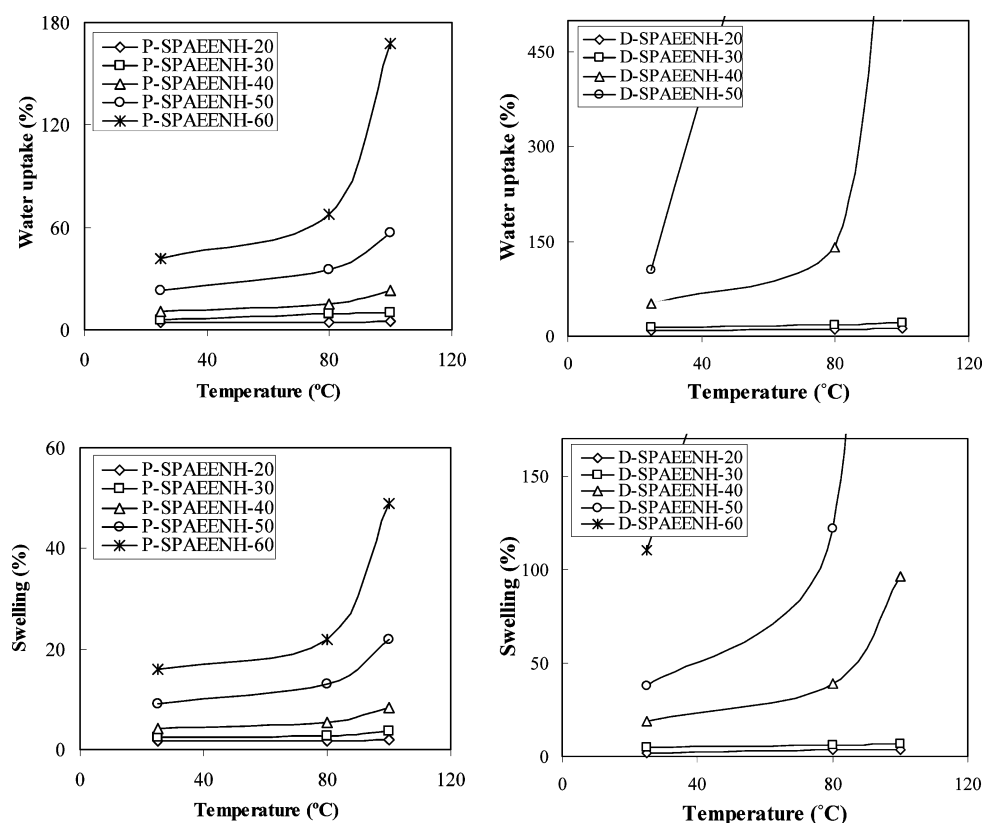 180
120
60
0
Water uptake (%)
P-SPAEENH-20
P-SPAEENH-30
P-SPAEENH-40
P-SPAEENH-50
P-SPAEENH-60
0 40 80 120
Temperature (ºC)
450
300
150
0
Water uptake (%)
D-SPAEENH-20
D-SPAEENH-30
D-SPAEENH-40
D-SPAEENH-50
0 40 80 120
Temperature (˚C)
60
40
20
0
Swelling (%)
P-SPAEENH-20
P-SPAEENH-30
P-SPAEENH-40
P-SPAEENH-50
P-SPAEENH-60
0 40 80 120
Temperature (ºC)
150
100
50
0
Swelling (%)
D-SPAEENH-20
D-SPAEENH-30
D-SPAEENH-40
D-SPAEENH-50
D-SPAEENH-60
0 40 80 120
Temperature (˚C)